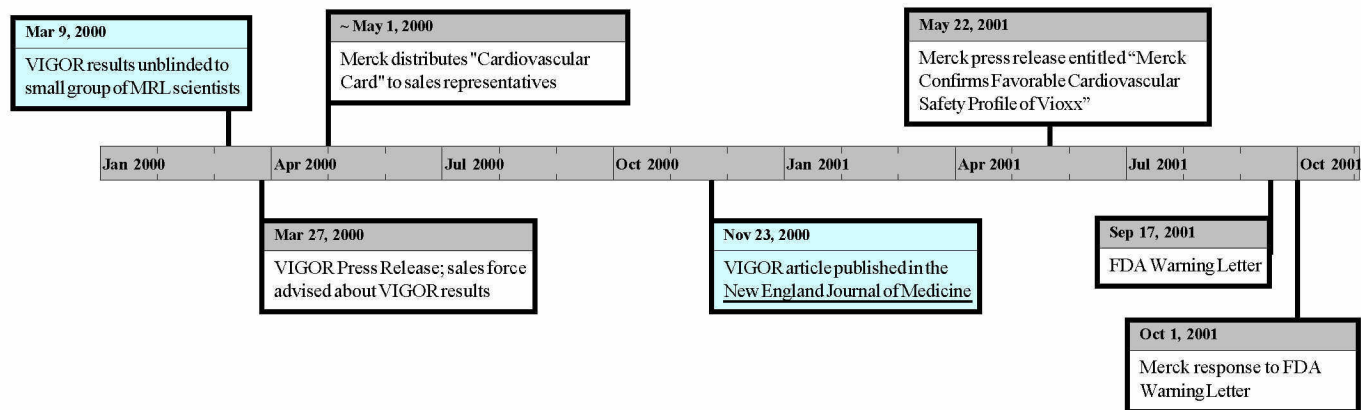 Mar 9, 2000
VIGOR results unblinded to
small group of MRL scientists
~ May 1, 2000
Merck distributes "Cardiovascular
Card" to sales representatives
May 22, 2001
Merck press release entitled “Merck
Confirms Favorable Cardiovascular
Safety Profile of Vioxx”
Jan 2000 Apr 2000 Jul 2000 Oct 2000 Jan 2001 Apr 2001 Jul 2001 Oct 2001
Mar 27, 2000
VIGOR Press Release; sales force
advised about VIGOR results
Nov 23, 2000
VIGOR article published in the
New England Journal of Medicine
Sep 17, 2001
FDA Warning Letter
Oct 1, 2001
Merck response to FDA
Warning Letter